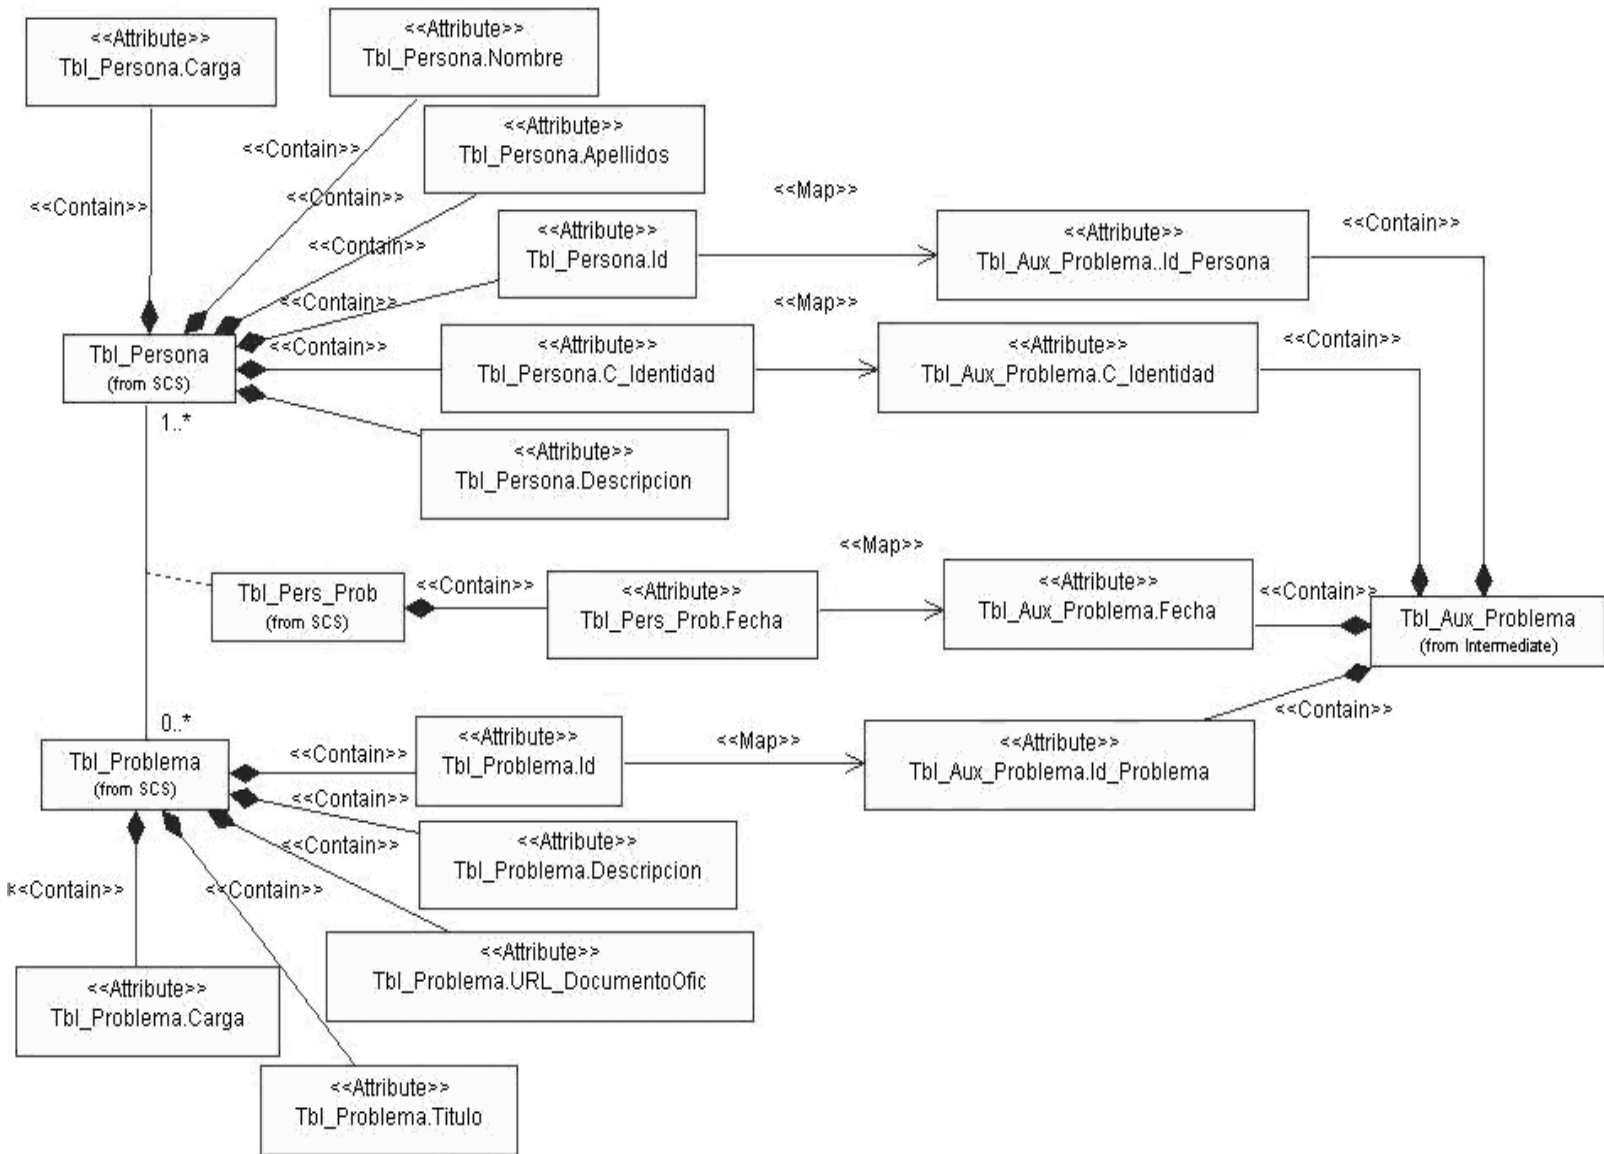 <<Attribute>>
Tbl_Persona.Carga
<<Attribute>>
Tbl_Persona.Nombre
<<Contain>>
<<Attribute>>
Tbl_Persona.Apellidos
<<Contain>>
<<Contain>>
<<Contain>>
<<Attribute>>
Tbl_Persona.Id
<<Map>>
<<Attribute>>
Tbl_Aux_Problema..Id_Persona
<<Contain>>
<<Contain>>
Tbl_Persona
(from SCS)
1..*
<<Contain>>
<<Attribute>>
Tbl_Persona.C_Identidad
<<Map>>
<<Attribute>>
Tbl_Aux_Problema.C_Identidad
<<Contain>>
<<Attribute>>
Tbl_Persona.Descripcion
Tbl_Pers_Prob
(from SCS)
<<Contain>>
<<Attribute>>
Tbl_Pers_Prob.Fecha
<<Map>>
<<Attribute>>
Tbl_Aux_Problema.Fecha
<<Contain>>
Tbl_Aux_Problema
(from Intermediate)
0..*
Tbl_Problema
(from SCS)
<<Contain>>
<<Attribute>>
Tbl_Problema.Id
<<Map>>
<<Attribute>>
Tbl_Aux_Problema.Id_Problema
<<Contain>>
<<Contain>>
<<Attribute>>
Tbl_Problema.Descripcion
<<Contain>>
<<Attribute>>
Tbl_Problema.URL_DocumentoOfic
<<Contain>>
<<Contain>>
<<Attribute>>
Tbl_Problema.Carga
<<Attribute>>
Tbl_Problema.Titulo